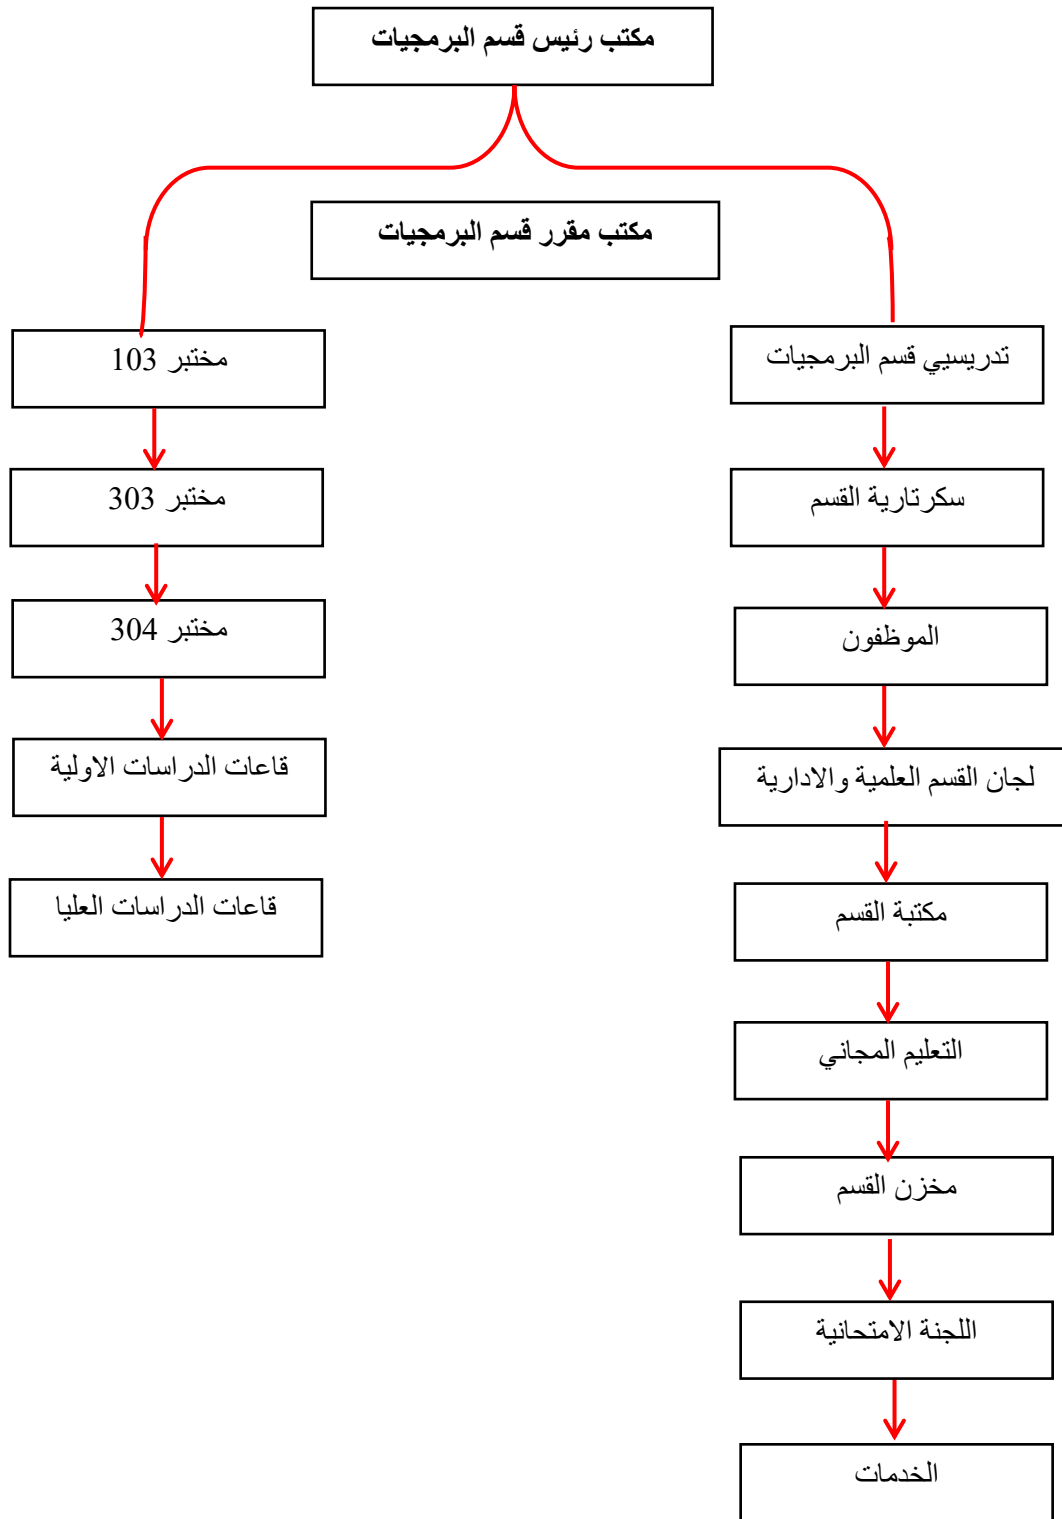 مكتب رئيس قسم البرمجيات
مكتب مقرر قسم البرمجيات
تدريسيي قسم البرمجيات
سكرتارية القسم
الموظفون
لجان القسم العلمية والادارية
مكتبة القسم
التعليم المجاني
مخزن القسم
اللجنة الامتحانية
الخدمات
مختبر 103
مختبر 303
مختبر 304
قاعات الدراسات الاولية
قاعات الدراسات العليا